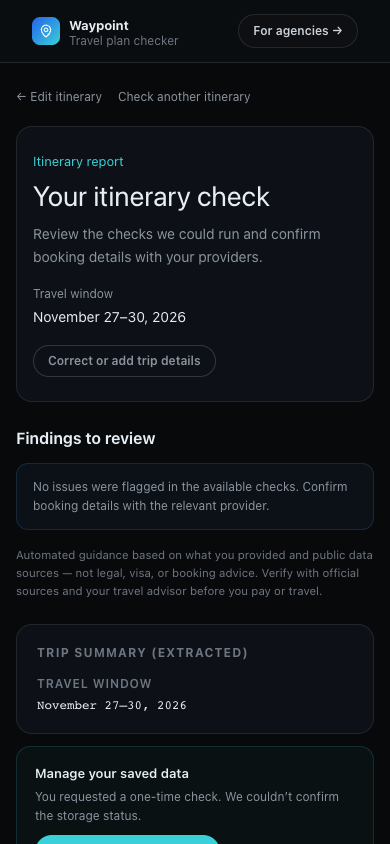 Waypoint
Travel plan checker
For agencies →
← Edit itinerary
Check another itinerary
Itinerary report
Your itinerary check
Review the checks we could run and confirm
booking details with your providers.
Travel window
November 27–30, 2026
Correct or add trip details
Findings to review
No issues were flagged in the available checks. Confirm
booking details with the relevant provider.
Automated guidance based on what you provided and public data
sources — not legal, visa, or booking advice. Verify with official
sources and your travel advisor before you pay or travel.
TRIP SUMMARY (EXTRACTED)
TRAVEL WINDOW
November 27–30, 2026
Manage your saved data
You requested a one-time check. We couldn’t confirm
the storage status.